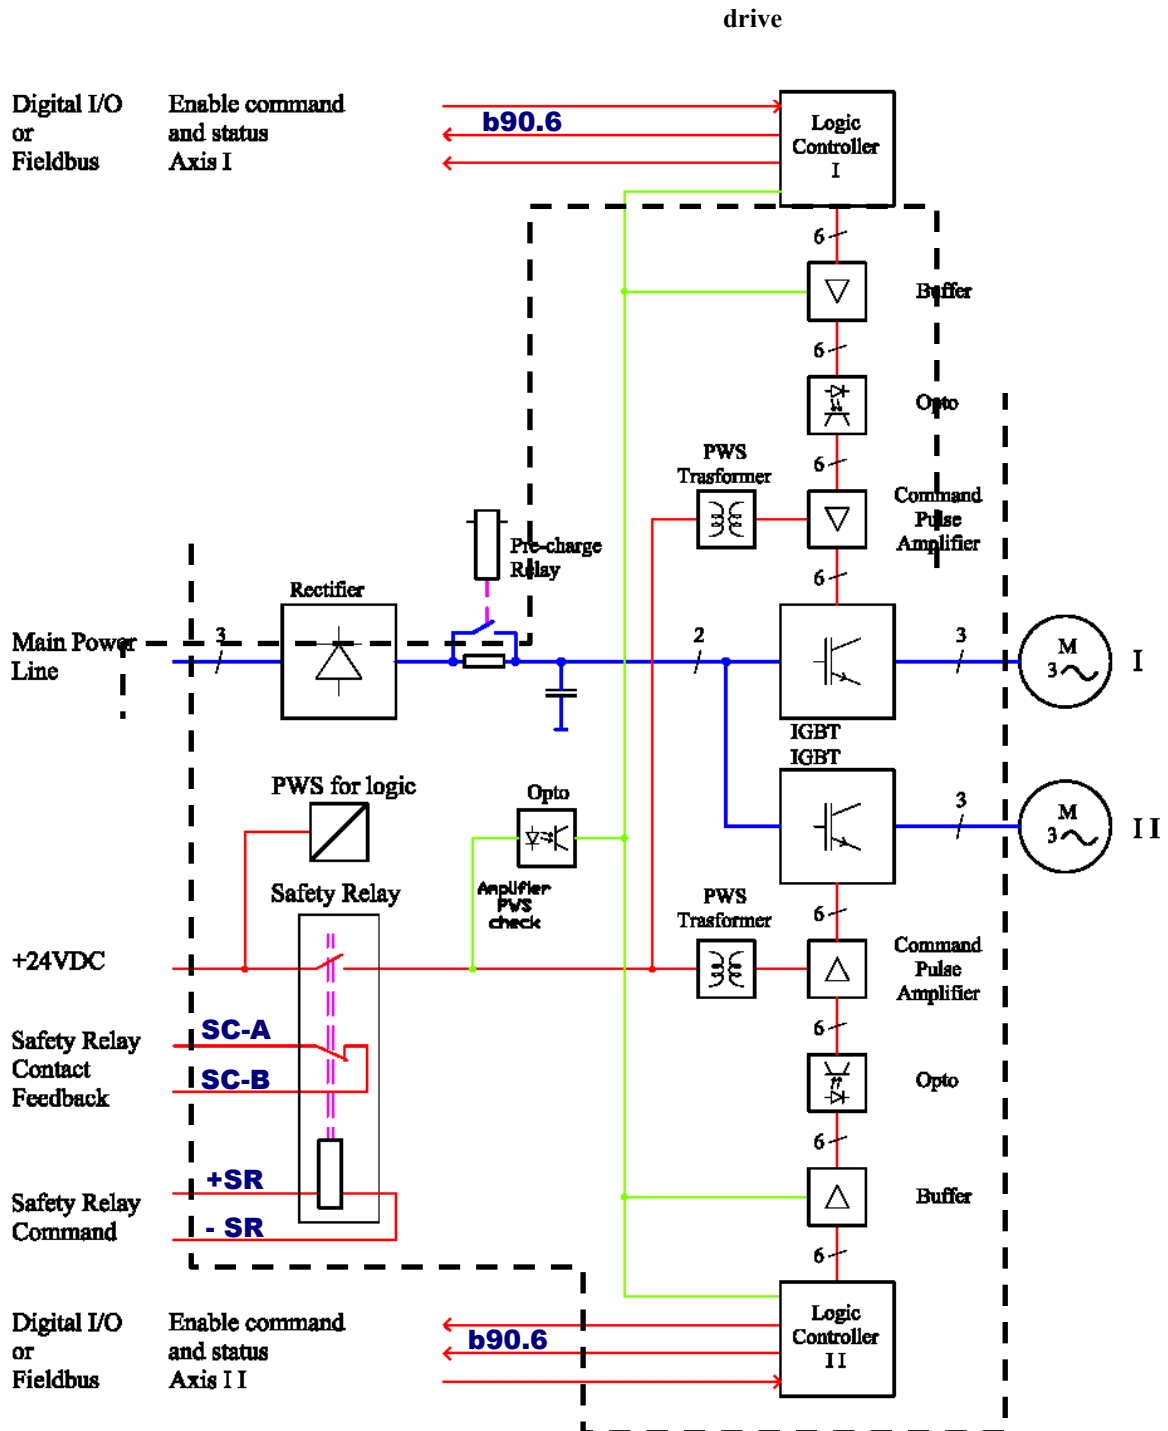 drive
Digital I/O
or
Fieldbus
Enable command
and status
Axis I
b90.6
Logic
Controller
I
6
Buffer
6
Opto
6
PWS
Trasformer
Command
Pulse
Amplifier
6
Pre-charge
Relay
Rectifier
Main Power
Line
3
2
IGBT
3
M
3
I
IGBT
3
M
3
I I
PWS for logic
Opto
Amplifier
PWS
check
Safety Relay
+24VDC
PWS
Trasformer
6
Command
Pulse
Amplifier
6
Opto
6
Buffer
6
Safety Relay
Contact
Feedback
SC-A
SC-B
Safety Relay
Command
+SR
- SR
Digital I/O
or
Fieldbus
Enable command
and status
Axis I I
b90.6
Logic
Controller
I I